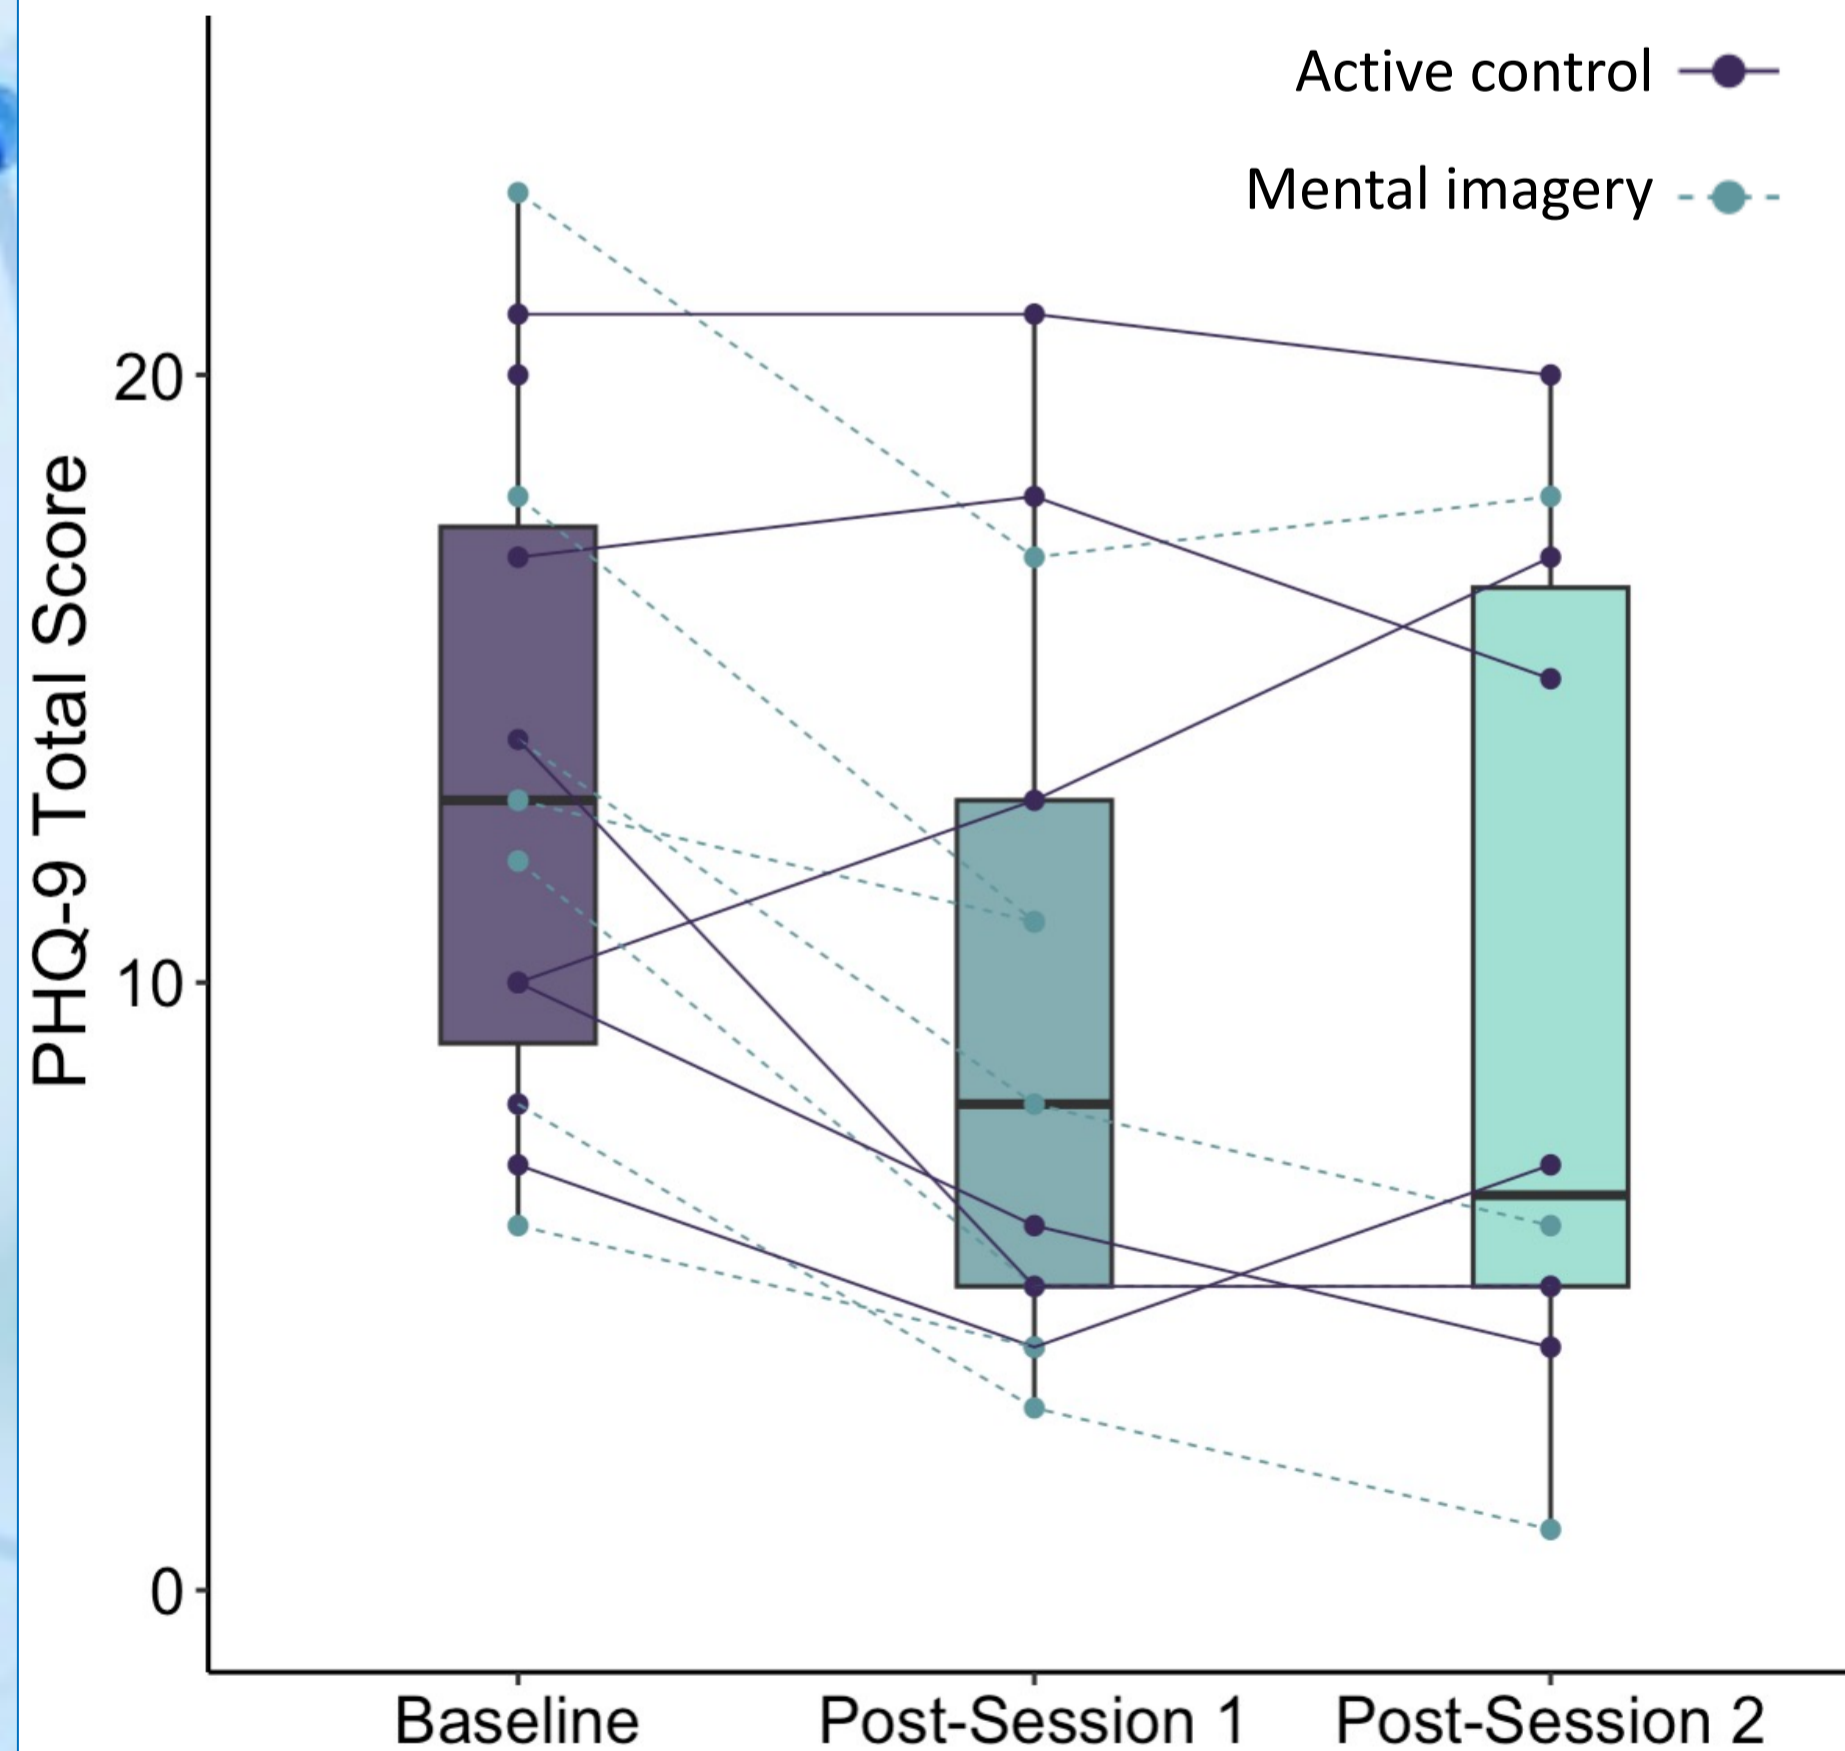 Active control
Mental imagery
PHQ-9 Total Score
20
10
0
Baseline
Post-Session 1
Post-Session 2